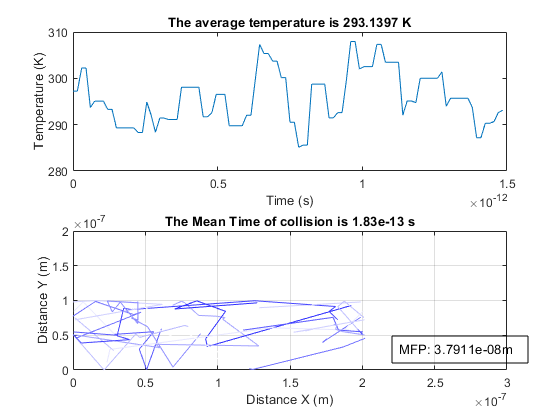 The average temperature is 293.1397 K
310
300
290
280
Temperature (K)
0 0.5 1 1.5
Time (s)
×10^-12
The Mean Time of collision is 1.83e-13 s
×10^-7
2
1.5
1
0.5
0
Distance Y (m)
MFP: 3.7911e-08m
0 0.5 1 1.5 2 2.5 3
Distance X (m)
×10^-7